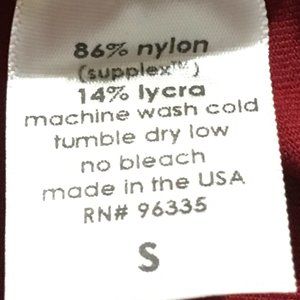 86% nylon
(supplex™)
14% lycra
machine wash cold
tumble dry low
no bleach
made in the USA
RN# 96335
S